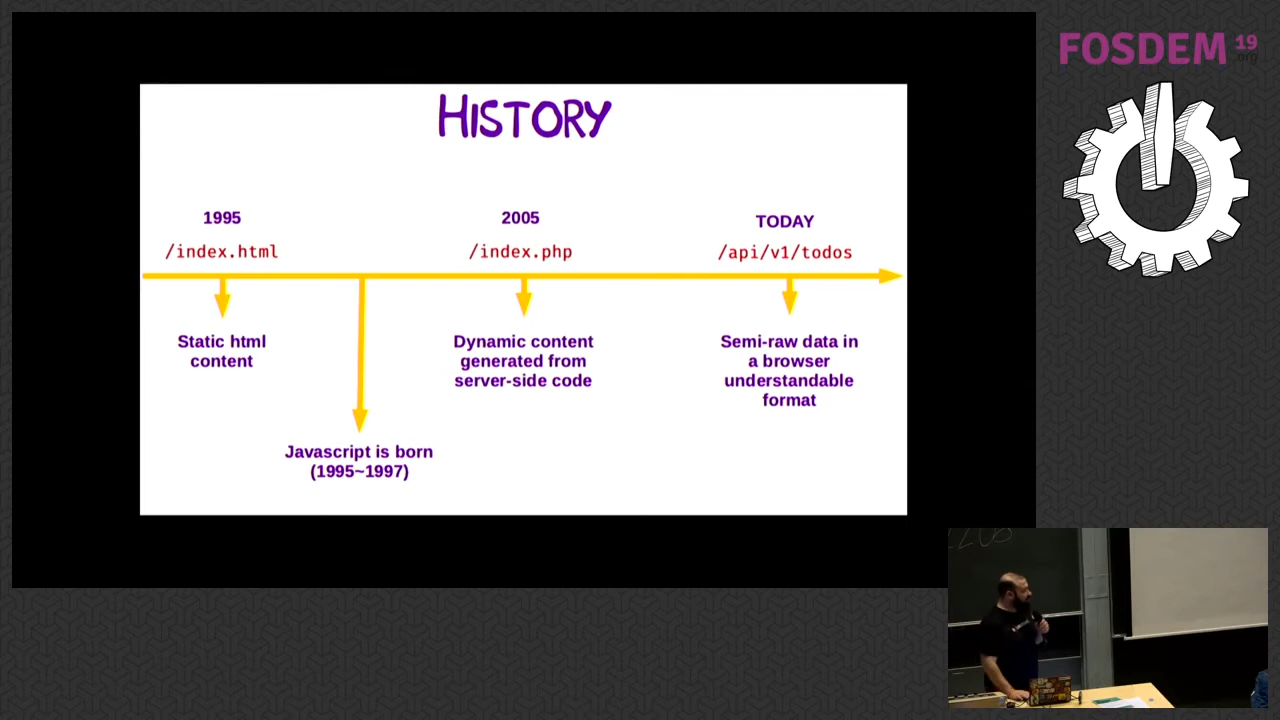 FOSDEM 19
.org
HISTORY
1995
2005
TODAY
/index.html
/index.php
/api/v1/todos
Static html
content
Dynamic content
generated from
server-side code
Semi-raw data in
a browser
understandable
format
Javascript is born
(1995~1997)